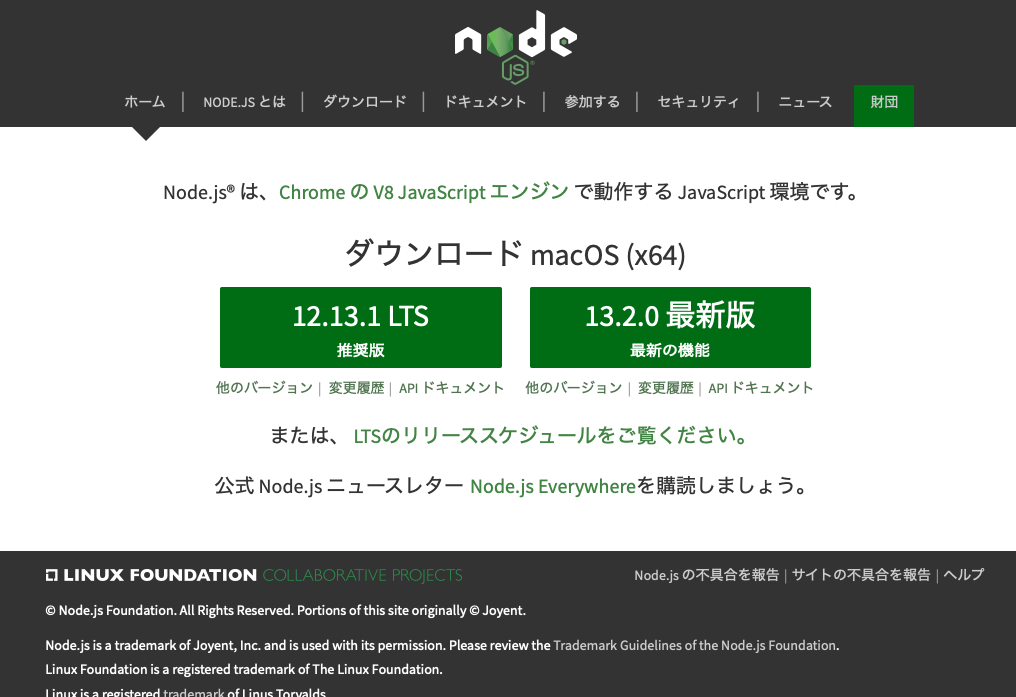 node
JS
ホーム | NODE.JS とは | ダウンロード | ドキュメント | 参加する | セキュリティ | ニュース 財団
Node.js® は、Chrome の V8 JavaScript エンジン で動作する JavaScript 環境です。
ダウンロード macOS (x64)
12.13.1 LTS
推奨版
13.2.0 最新版
最新の機能
他のバージョン | 変更履歴 | API ドキュメント
他のバージョン | 変更履歴 | API ドキュメント
または、 LTSのリリーススケジュールをご覧ください。
公式 Node.js ニュースレター Node.js Everywhereを購読しましょう。
LINUX FOUNDATION COLLABORATIVE PROJECTS
Node.js の不具合を報告 | サイトの不具合を報告 | ヘルプ
© Node.js Foundation. All Rights Reserved. Portions of this site originally © Joyent.
Node.js is a trademark of Joyent, Inc. and is used with its permission. Please review the Trademark Guidelines of the Node.js Foundation.
Linux Foundation is a registered trademark of The Linux Foundation.
Linux is a registered trademark of Linus Torvalds.